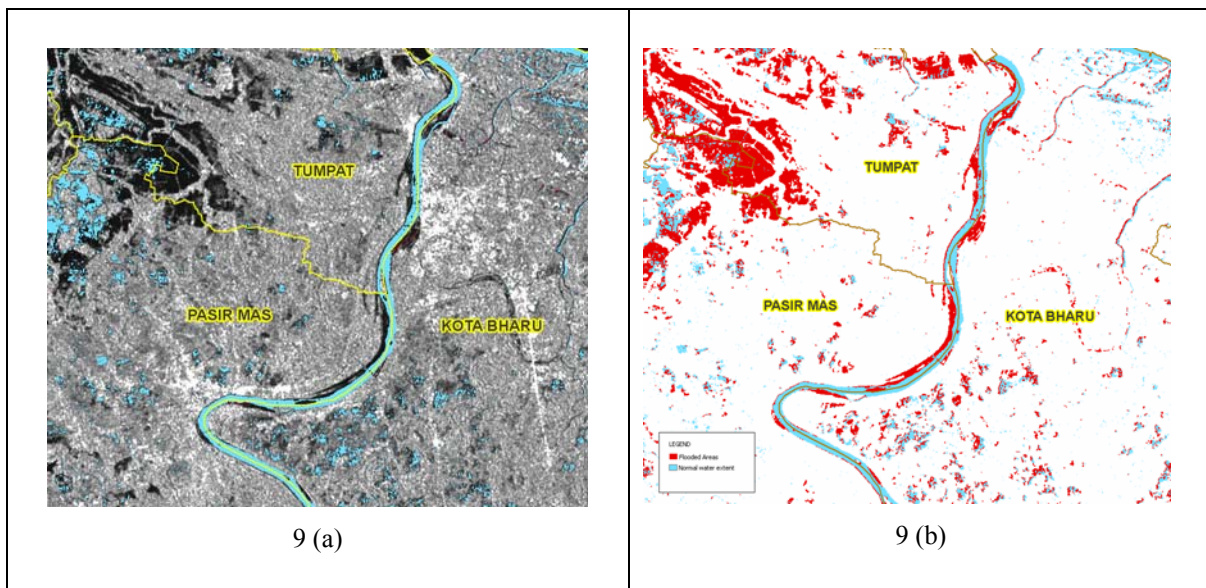 TUMPAT
PASIR MAS
KOTA BHARU
9 (a)
TUMPAT
PASIR MAS
KOTA BHARU
LEGEND
Flooded Areas
Normal water extent
9 (b)